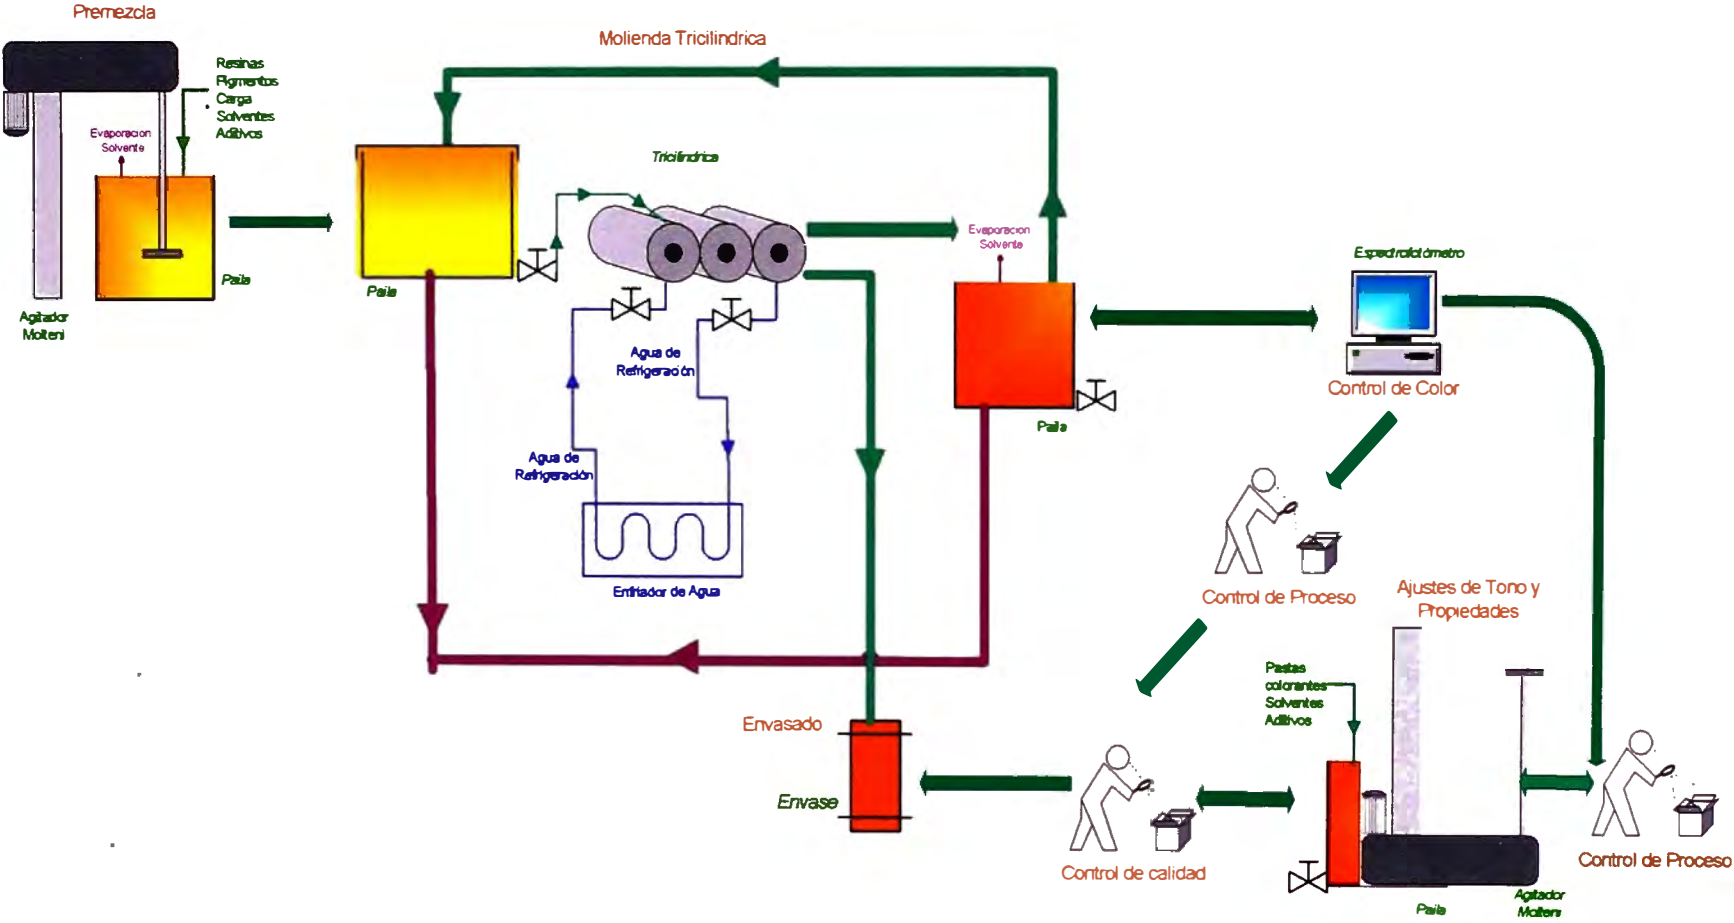 Premezcla
Resinas
Pigmentos
Carga
Solventes
Aditivos
Evaporacion
Solvente
Paila
Agitador
Molteni
Molienda Tricilindrica
Paila
Tricilindrica
Agua de
Refrigeración
Agua de
Refrigeración
Enfriador de Agua
Evaporacion
Solvente
Paila
Espectrofotómetro
Control de Color
Control de Proceso
Ajustes de Tono y
Propiedades
Pastas
colorantes
Solventes
Aditivos
Envasado
Envase
Control de calidad
Control de Proceso
Agitador
Molteni
Paila